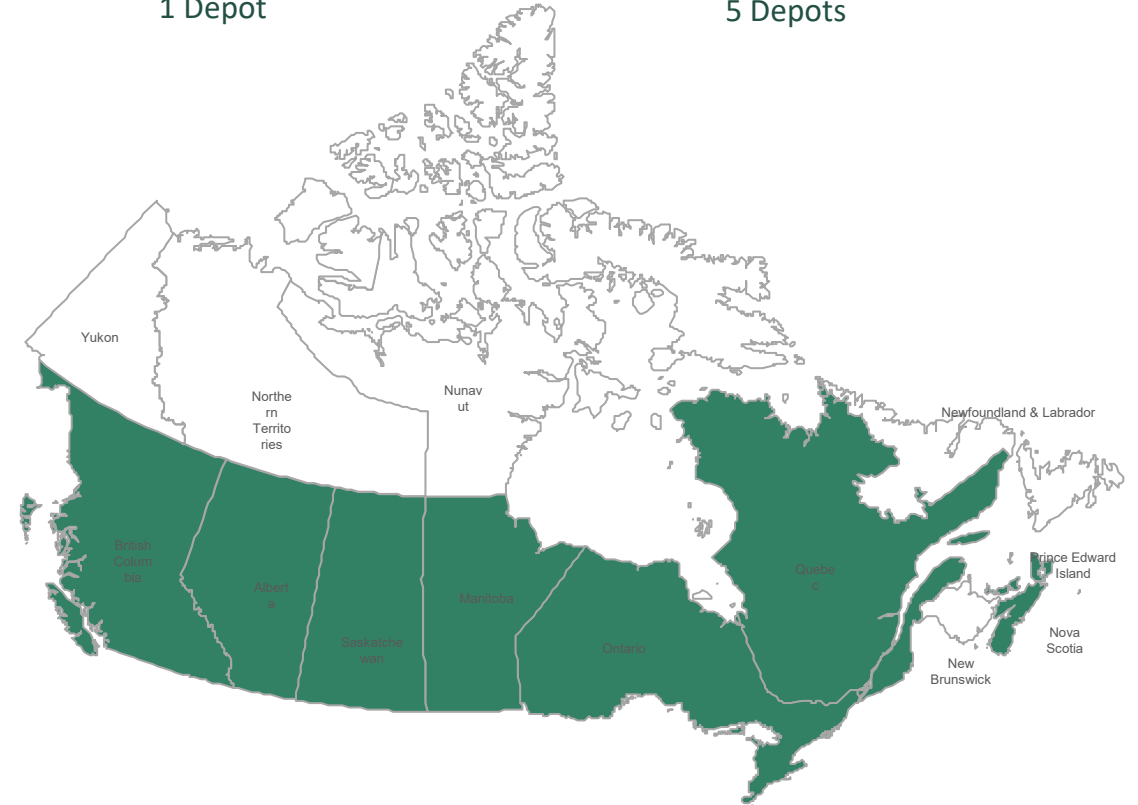 1 Depot
5 Depots
Yukon
Northe
rn
Territo
ries
Nunav
ut
Newfoundland & Labrador
British
Colum
bia
Albert
a
Saskatche
wan
Manitoba
Ontario
Quebe
c
Prince Edward
Island
Nova
Scotia
New
Brunswick